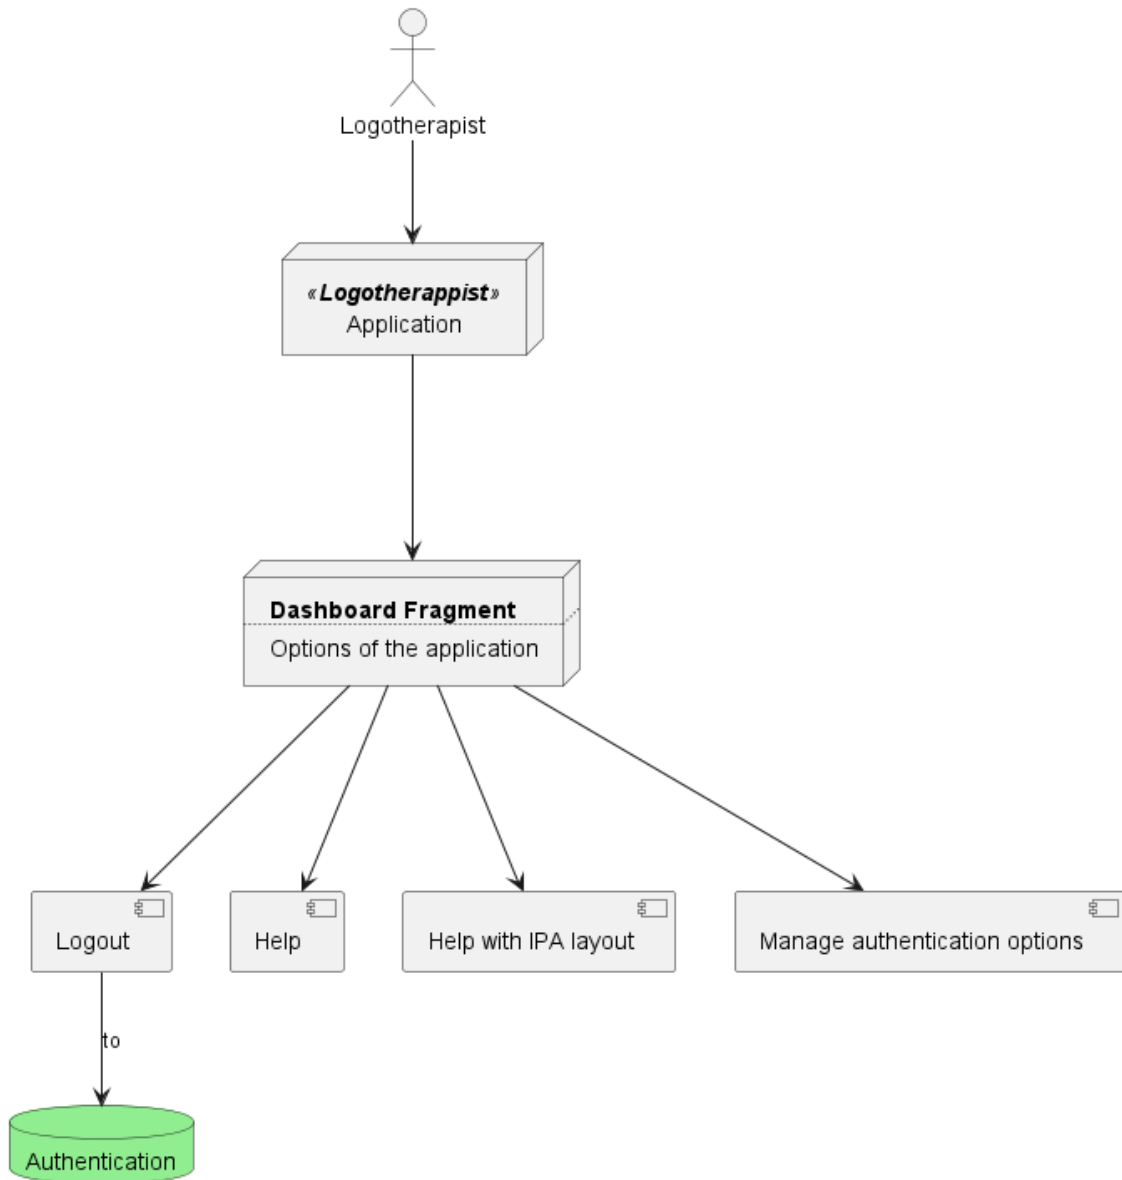 Logotherapist
«Logotherappist»
Application
Dashboard Fragment
Options of the application
Logout
Help
Help with IPA layout
Manage authentication options
to
Authentication